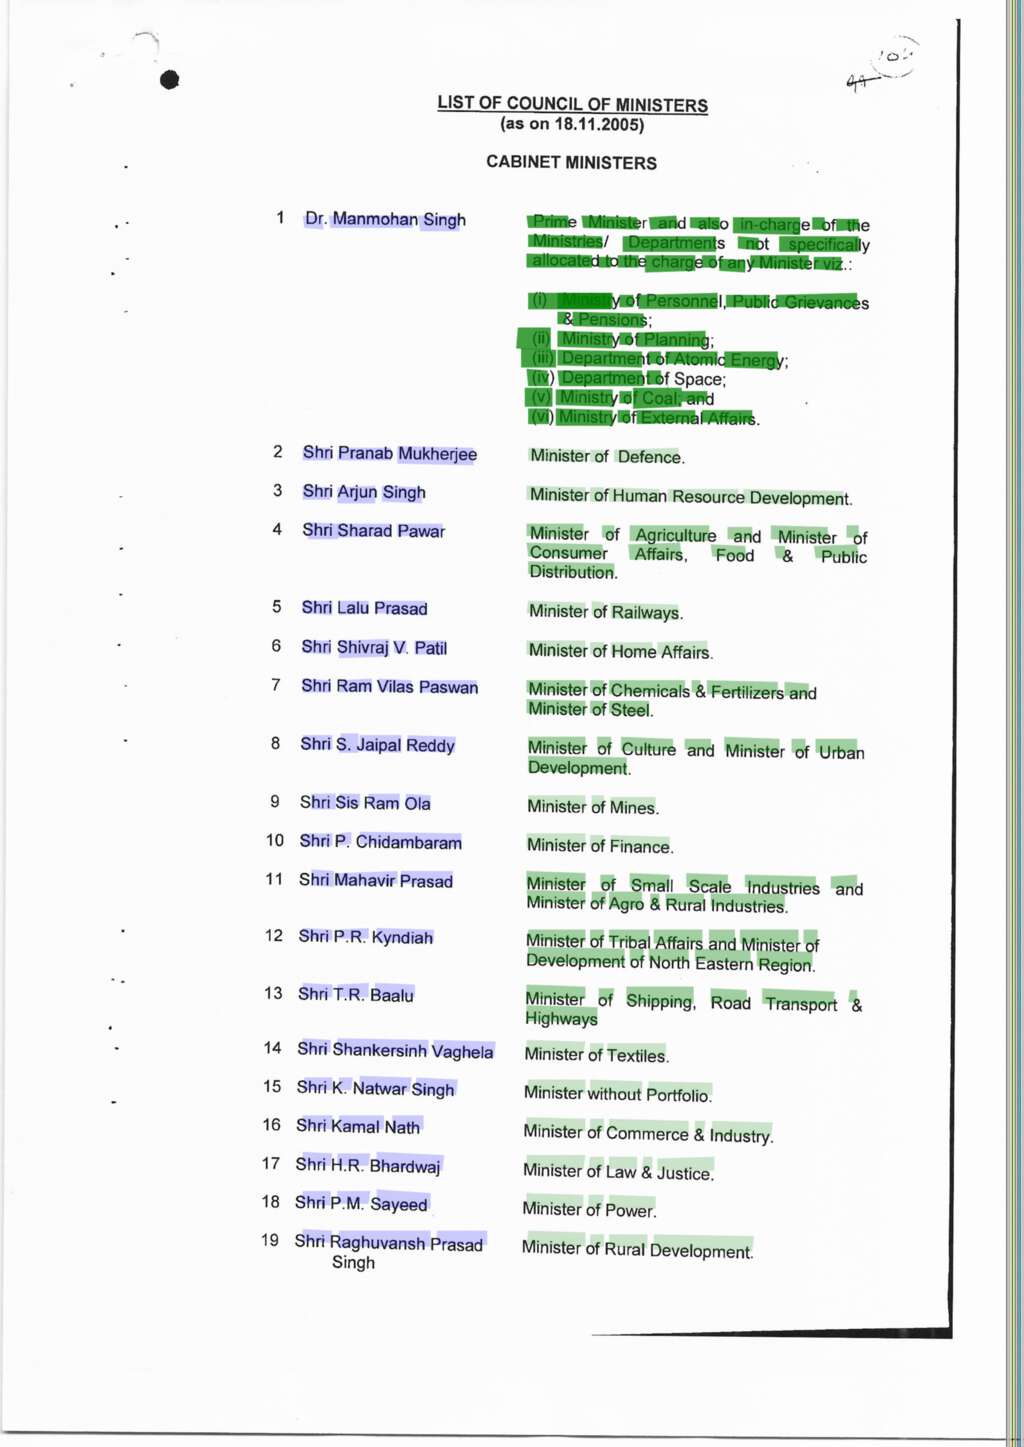 LIST OF COUNCIL OF MINISTERS
(as on 18.11.2005)
CABINET MINISTERS
1 Dr. Manmohan Singh Prime Minister and also in-charge of the
Ministries/ Departments not specifically
allocated to the charge of any Minister viz.:
(i) Ministry of Personnel, Public Grievances
& Pensions;
(ii) Ministry of Planning;
(iii) Department of Atomic Energy;
(iv) Department of Space;
(v) Ministry of Coal; and
(vi) Ministry of External Affairs.
2 Shri Pranab Mukherjee Minister of Defence.
3 Shri Arjun Singh Minister of Human Resource Development.
4 Shri Sharad Pawar Minister of Agriculture and Minister of
Consumer Affairs, Food & Public
Distribution.
5 Shri Lalu Prasad Minister of Railways.
6 Shri Shivraj V. Patil Minister of Home Affairs.
7 Shri Ram Vilas Paswan Minister of Chemicals & Fertilizers and
Minister of Steel.
8 Shri S. Jaipal Reddy Minister of Culture and Minister of Urban
Development.
9 Shri Sis Ram Ola Minister of Mines.
10 Shri P. Chidambaram Minister of Finance.
11 Shri Mahavir Prasad Minister of Small Scale Industries and
Minister of Agro & Rural Industries.
12 Shri P.R. Kyndiah Minister of Tribal Affairs and Minister of
Development of North Eastern Region.
13 Shri T.R. Baalu Minister of Shipping, Road Transport &
Highways
14 Shri Shankersinh Vaghela Minister of Textiles.
15 Shri K. Natwar Singh Minister without Portfolio.
16 Shri Kamal Nath Minister of Commerce & Industry.
17 Shri H.R. Bhardwaj Minister of Law & Justice.
18 Shri P.M. Sayeed Minister of Power.
19 Shri Raghuvansh Prasad Minister of Rural Development.
Singh